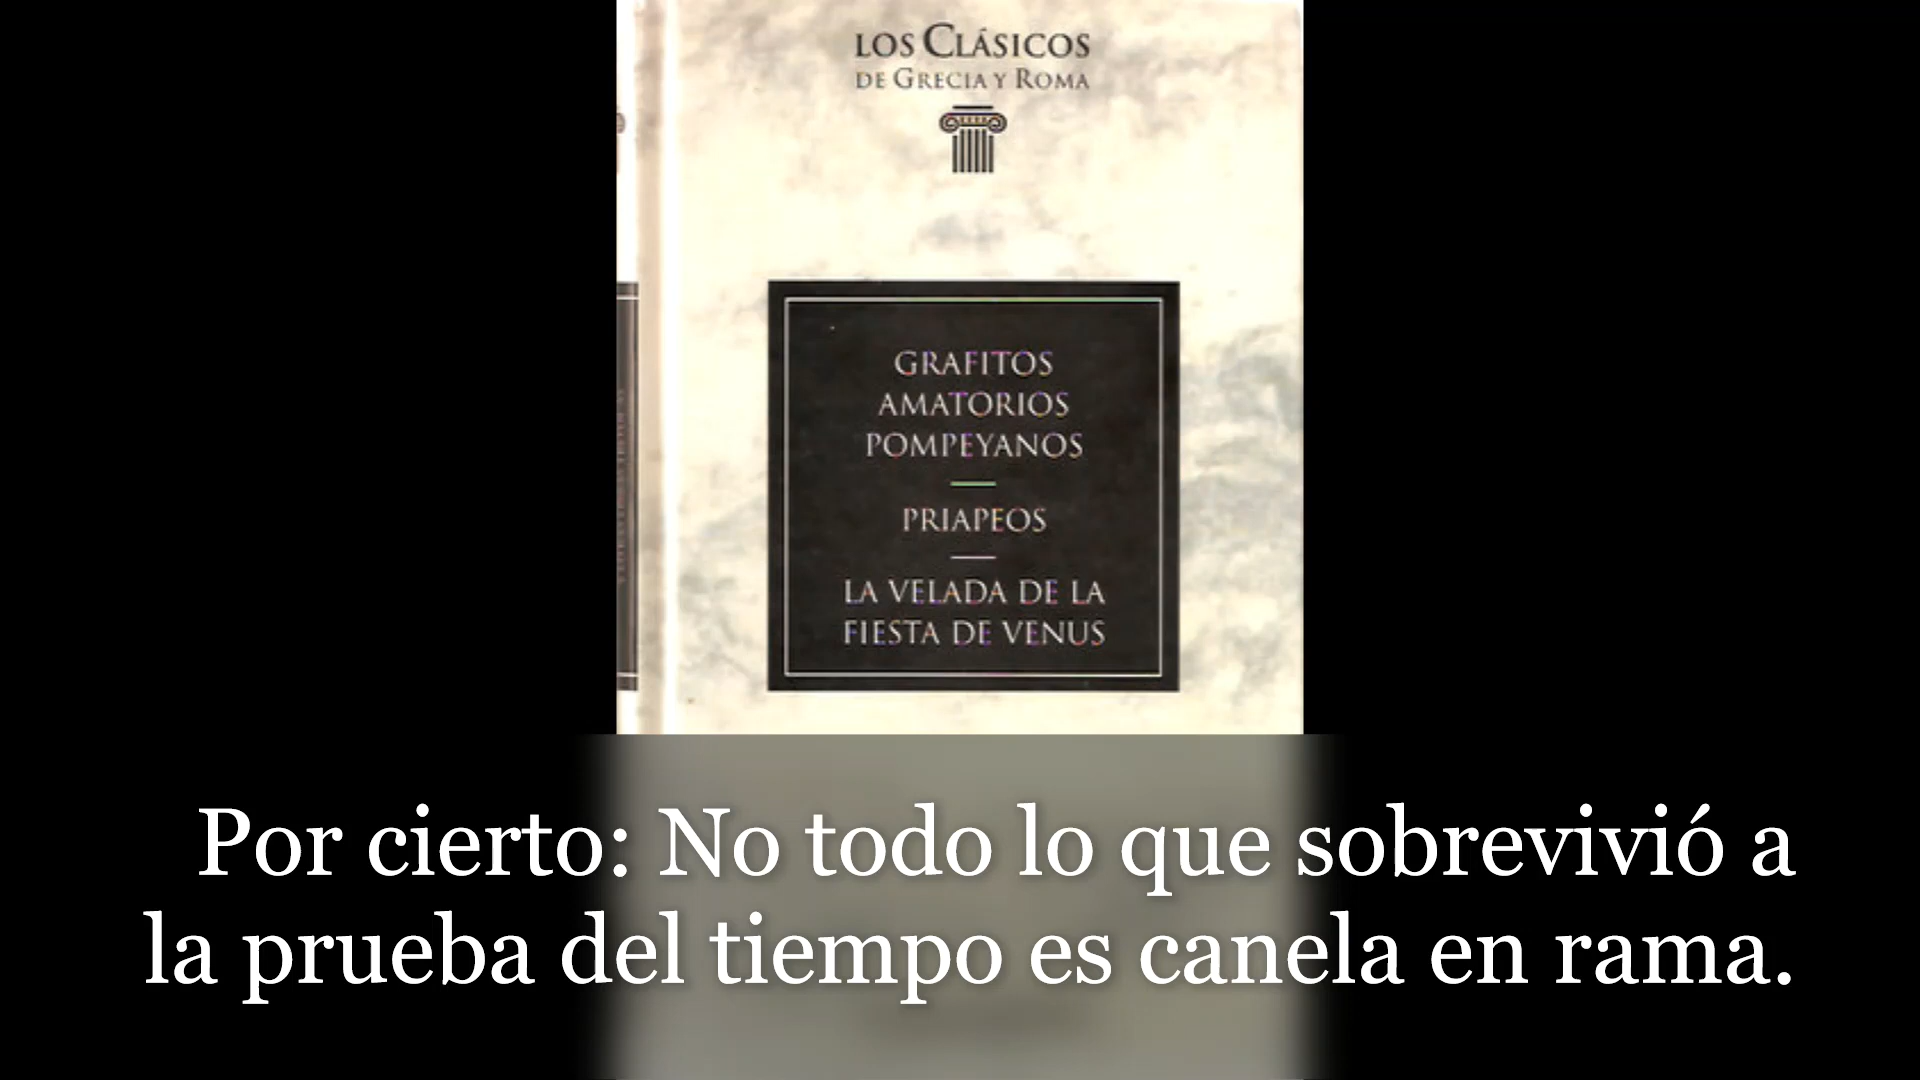 LOS CLÁSICOS
DE GRECIA Y ROMA
GRAFITOS
AMATORIOS
POMPEYANOS
PRIAPEOS
LA VELADA DE LA
FIESTA DE VENUS
Por cierto: No todo lo que sobrevivió a
la prueba del tiempo es canela en rama.